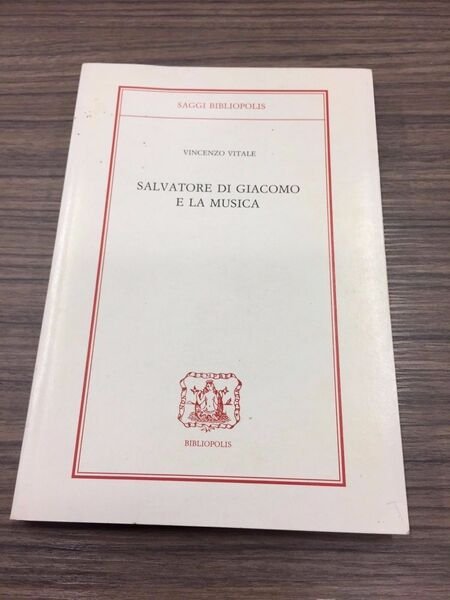 SAGGI BIBLIOPOLIS
VINCENZO VITALE
SALVATORE DI GIACOMO
E LA MUSICA
BIBLIOPOLIS